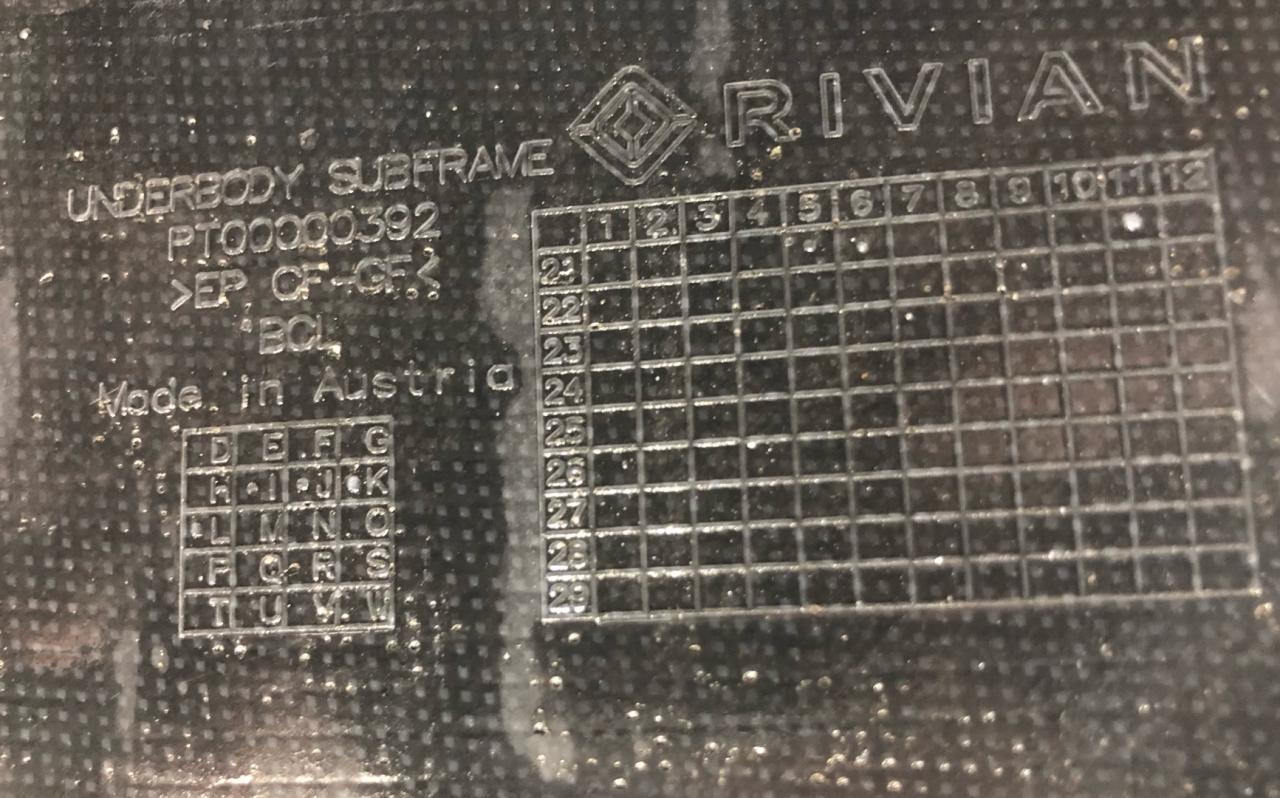 RIVIAN
UNDERBODY SUBFRAME
PT00000392
>EP CF-GF<
BCL
Made in Austria
D E F G
H I J K
L M N O
P Q R S
T U V W
1 2 3 4 5 6 7 8 9 10 11 12
21
22
23
24
25
26
27
28
29